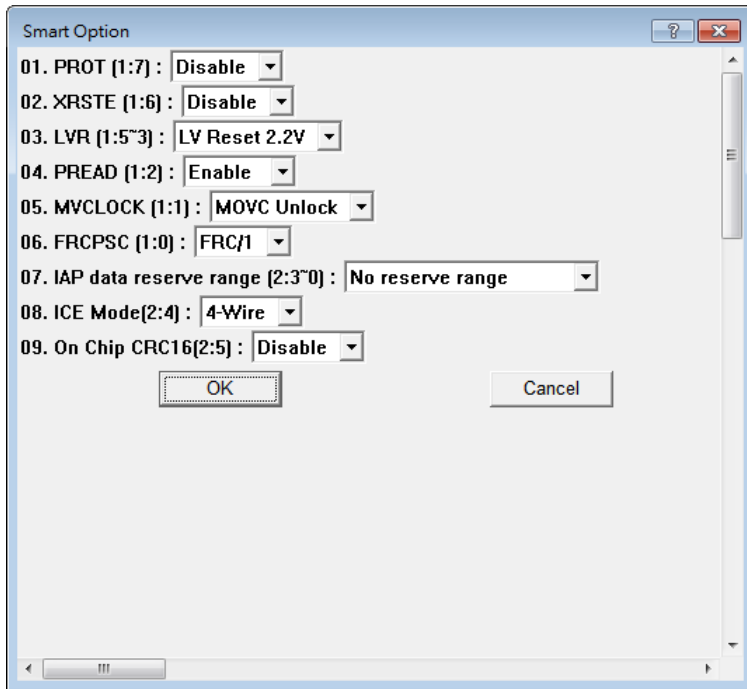 Smart Option
01. PROT (1:7) : Disable
02. XRSTE (1:6) : Disable
03. LVR (1:5~3) : LV Reset 2.2V
04. PREAD (1:2) : Enable
05. MVCLOCK (1:1) : MOVC Unlock
06. FRCPSC (1:0) : FRC/1
07. IAP data reserve range (2:3~0) : No reserve range
08. ICE Mode(2:4) : 4-Wire
09. On Chip CRC16(2:5) : Disable
OK Cancel